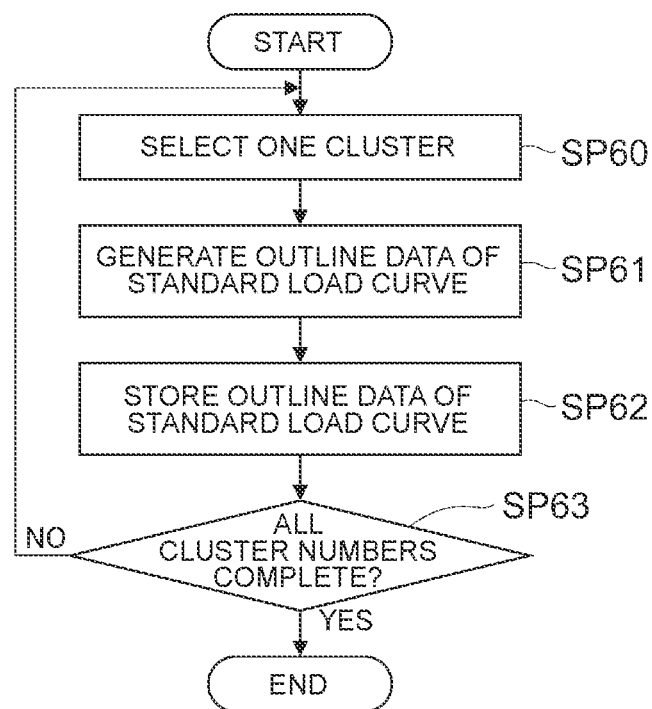 START
SELECT ONE CLUSTER
SP60
GENERATE OUTLINE DATA OF
STANDARD LOAD CURVE
SP61
STORE OUTLINE DATA OF
STANDARD LOAD CURVE
SP62
SP63
ALL
CLUSTER NUMBERS
COMPLETE?
NO
YES
END